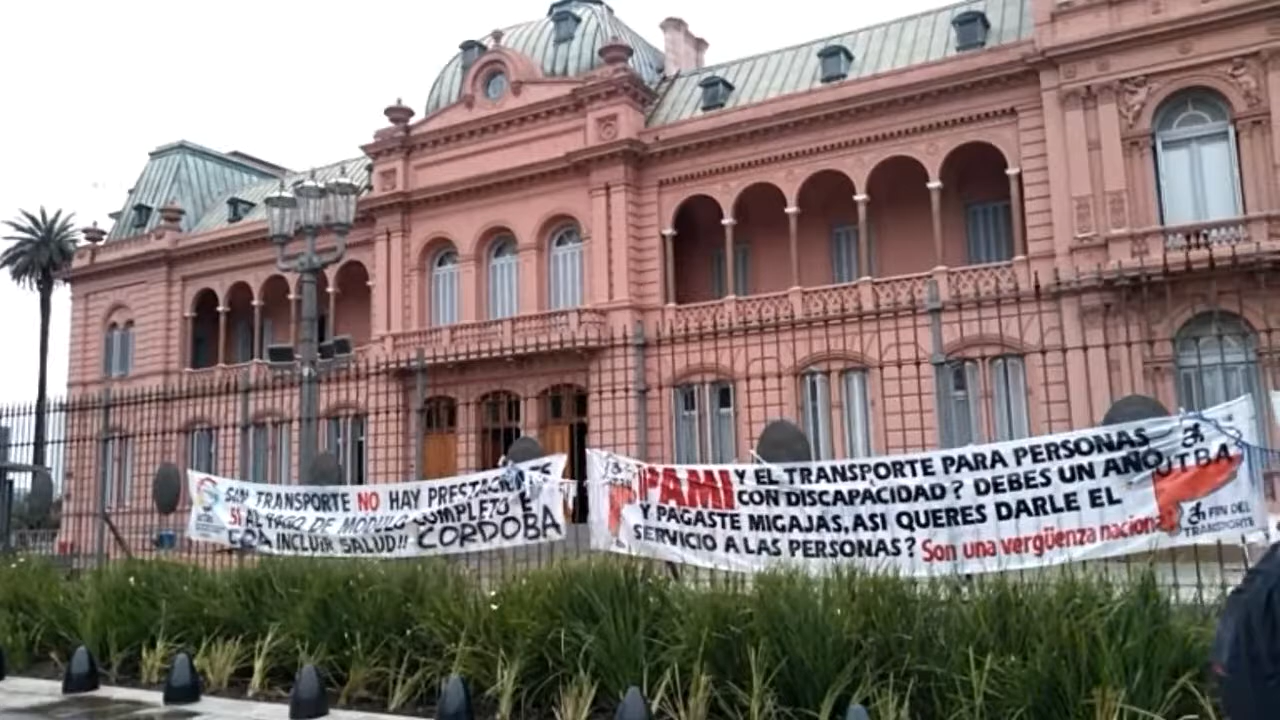 SIN TRANSPORTE NO HAY PRESTACIONES
SI AL PAGO DE MODULO COMPLETO E
INCLUIR SALUD!! CORDOBA
¿PAMI Y EL TRANSPORTE PARA PERSONAS
CON DISCAPACIDAD? DEBES UN AÑO
Y PAGASTE MIGAJAS. ASI QUERES DARLE EL
SERVICIO A LAS PERSONAS? Son una vergüenza nacional
UTBA
FIN DEL
TRANSPORTE